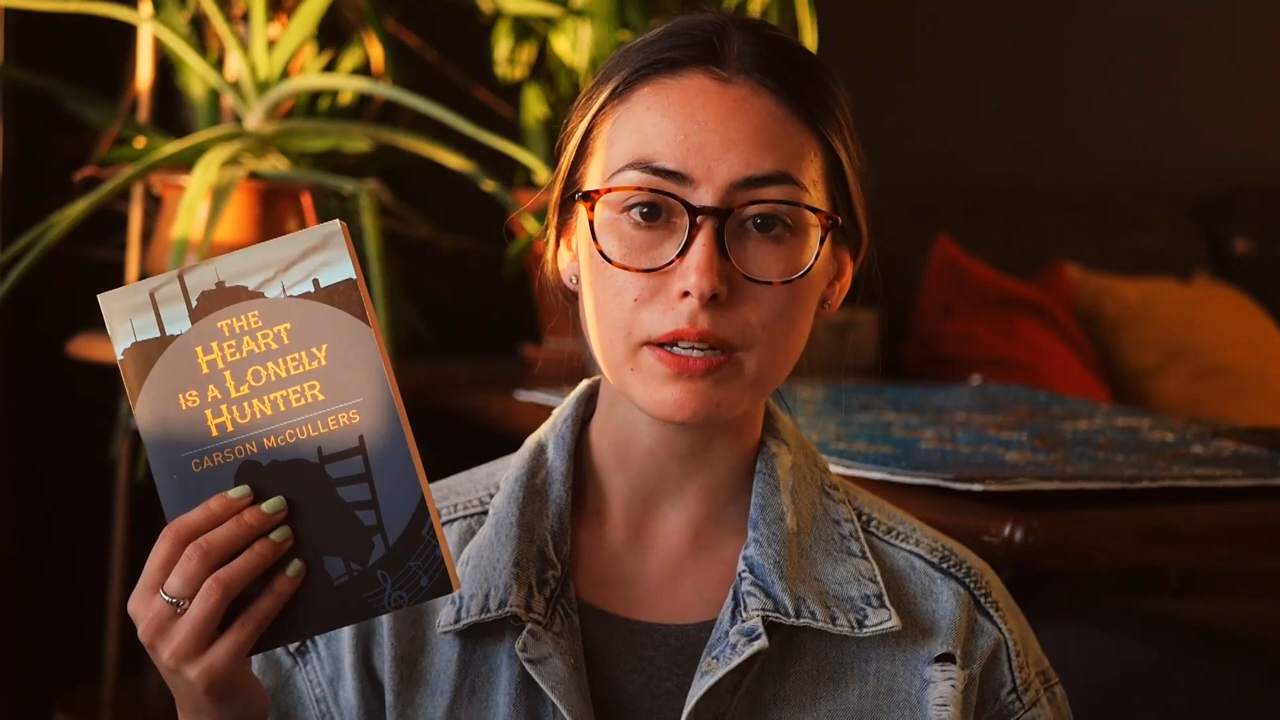 THE
HEART
IS A LONELY
HUNTER
CARSON McCULLERS